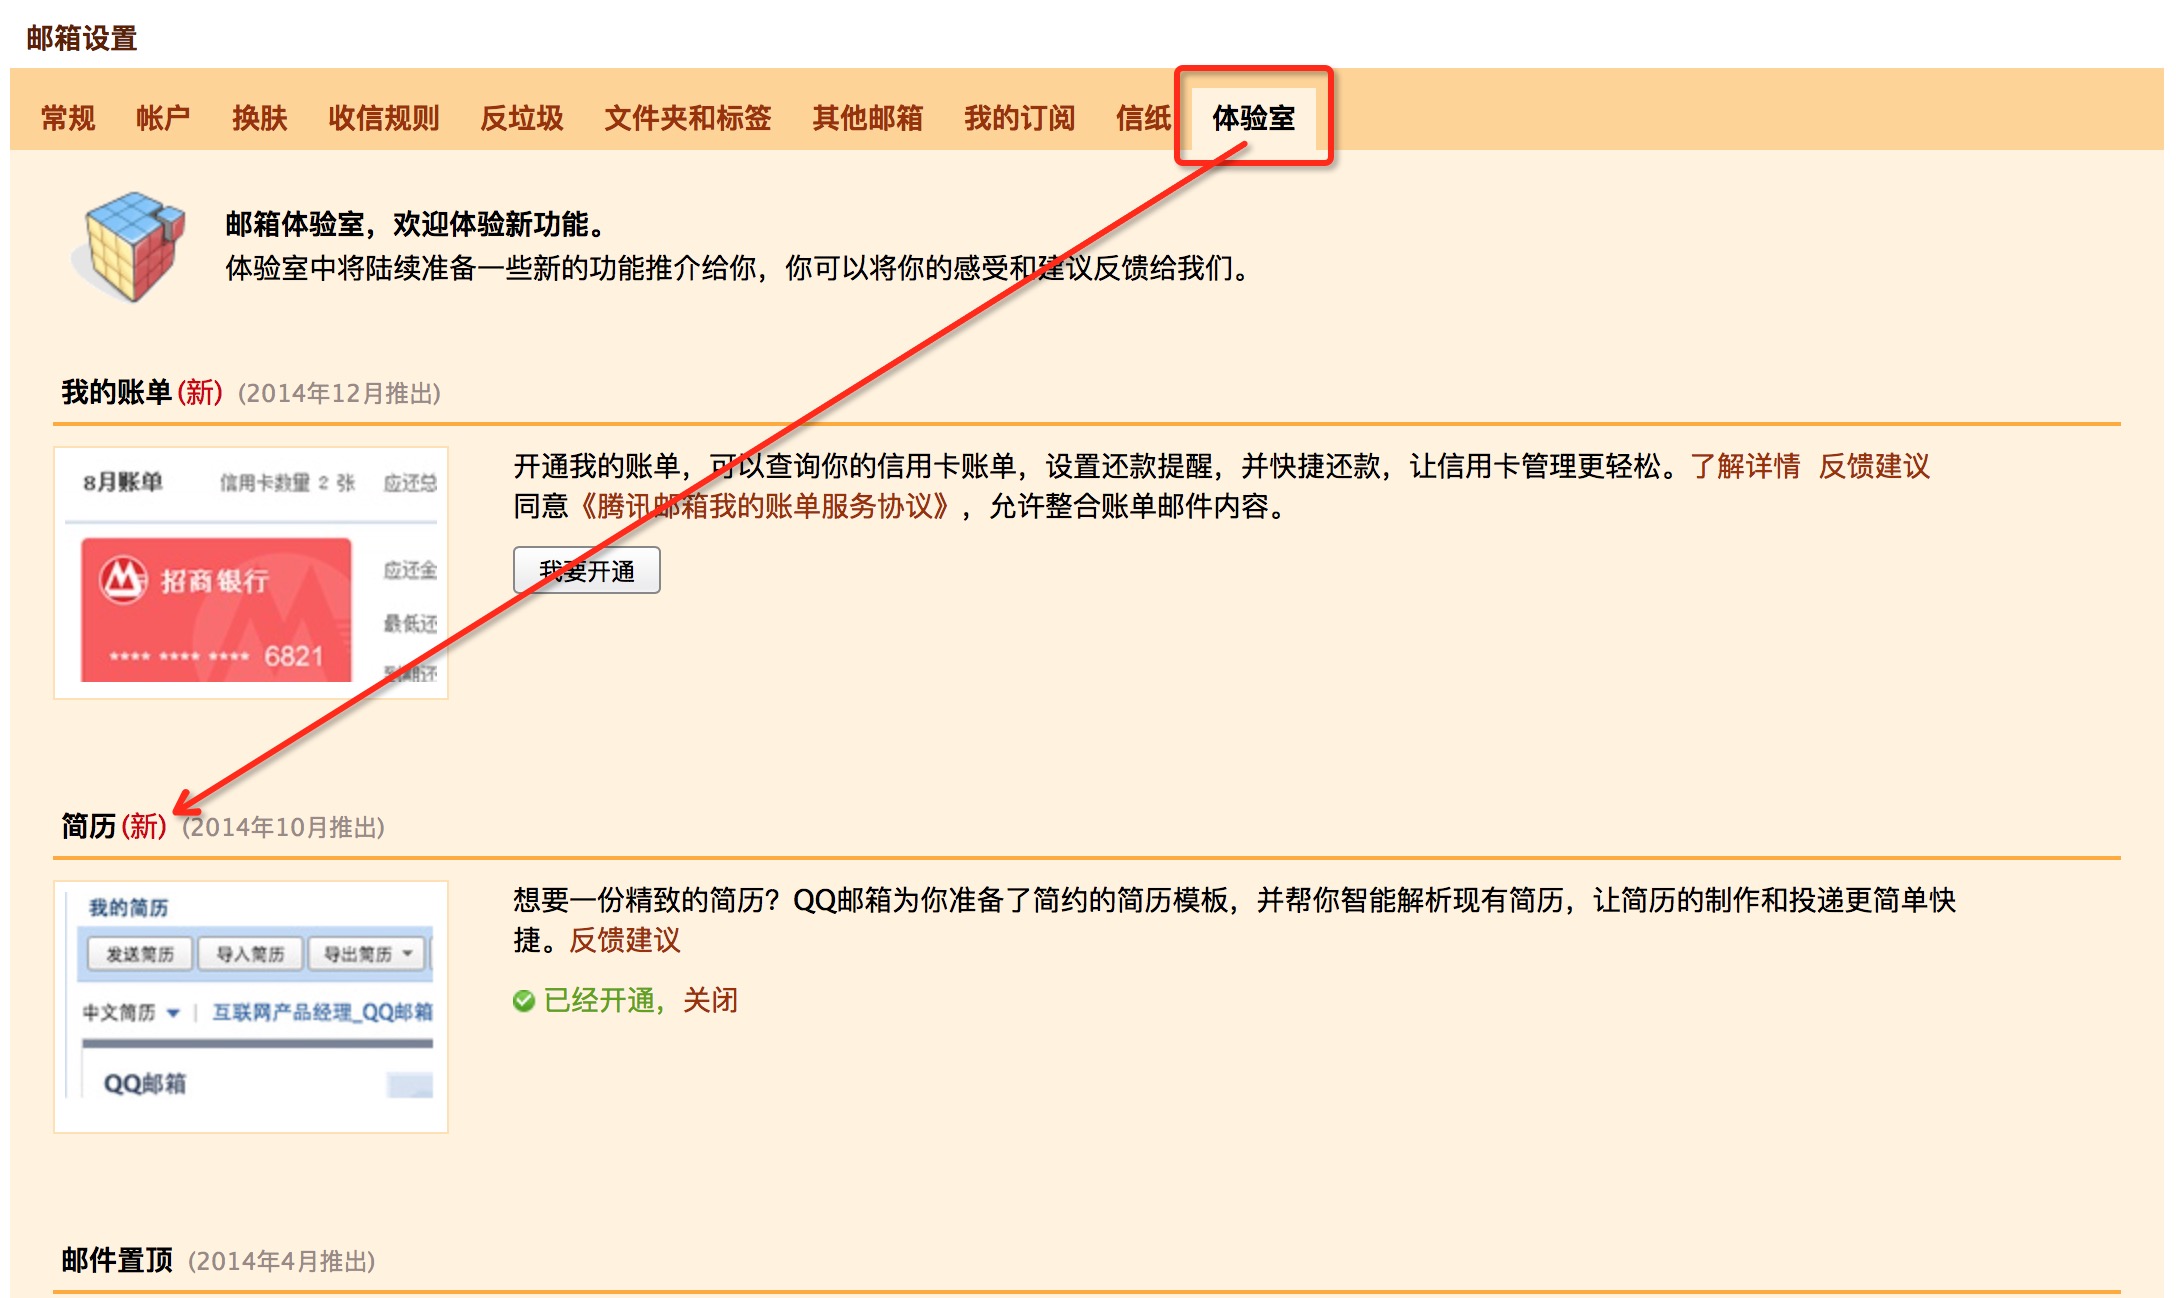 邮箱设置
常规 帐户 换肤 收信规则 反垃圾 文件夹和标签 其他邮箱 我的订阅 信纸 体验室
邮箱体验室，欢迎体验新功能。
体验室中将陆续准备一些新的功能推介给你，你可以将你的感受和建议反馈给我们。
我的账单(新) (2014年12月推出)
8月账单 信用卡数量 2 张 应还总
招商银行 应还金
最低还
**** **** **** 6821
到期还
开通我的账单，可以查询你的信用卡账单，设置还款提醒，并快捷还款，让信用卡管理更轻松。了解详情 反馈建议
同意《腾讯邮箱我的账单服务协议》，允许整合账单邮件内容。
我要开通
简历(新) (2014年10月推出)
我的简历
发送简历 导入简历 导出简历
中文简历 | 互联网产品经理_QQ邮箱
QQ邮箱
想要一份精致的简历？QQ邮箱为你准备了简约的简历模板，并帮你智能解析现有简历，让简历的制作和投递更简单快
捷。反馈建议
已经开通，关闭
邮件置顶 (2014年4月推出)